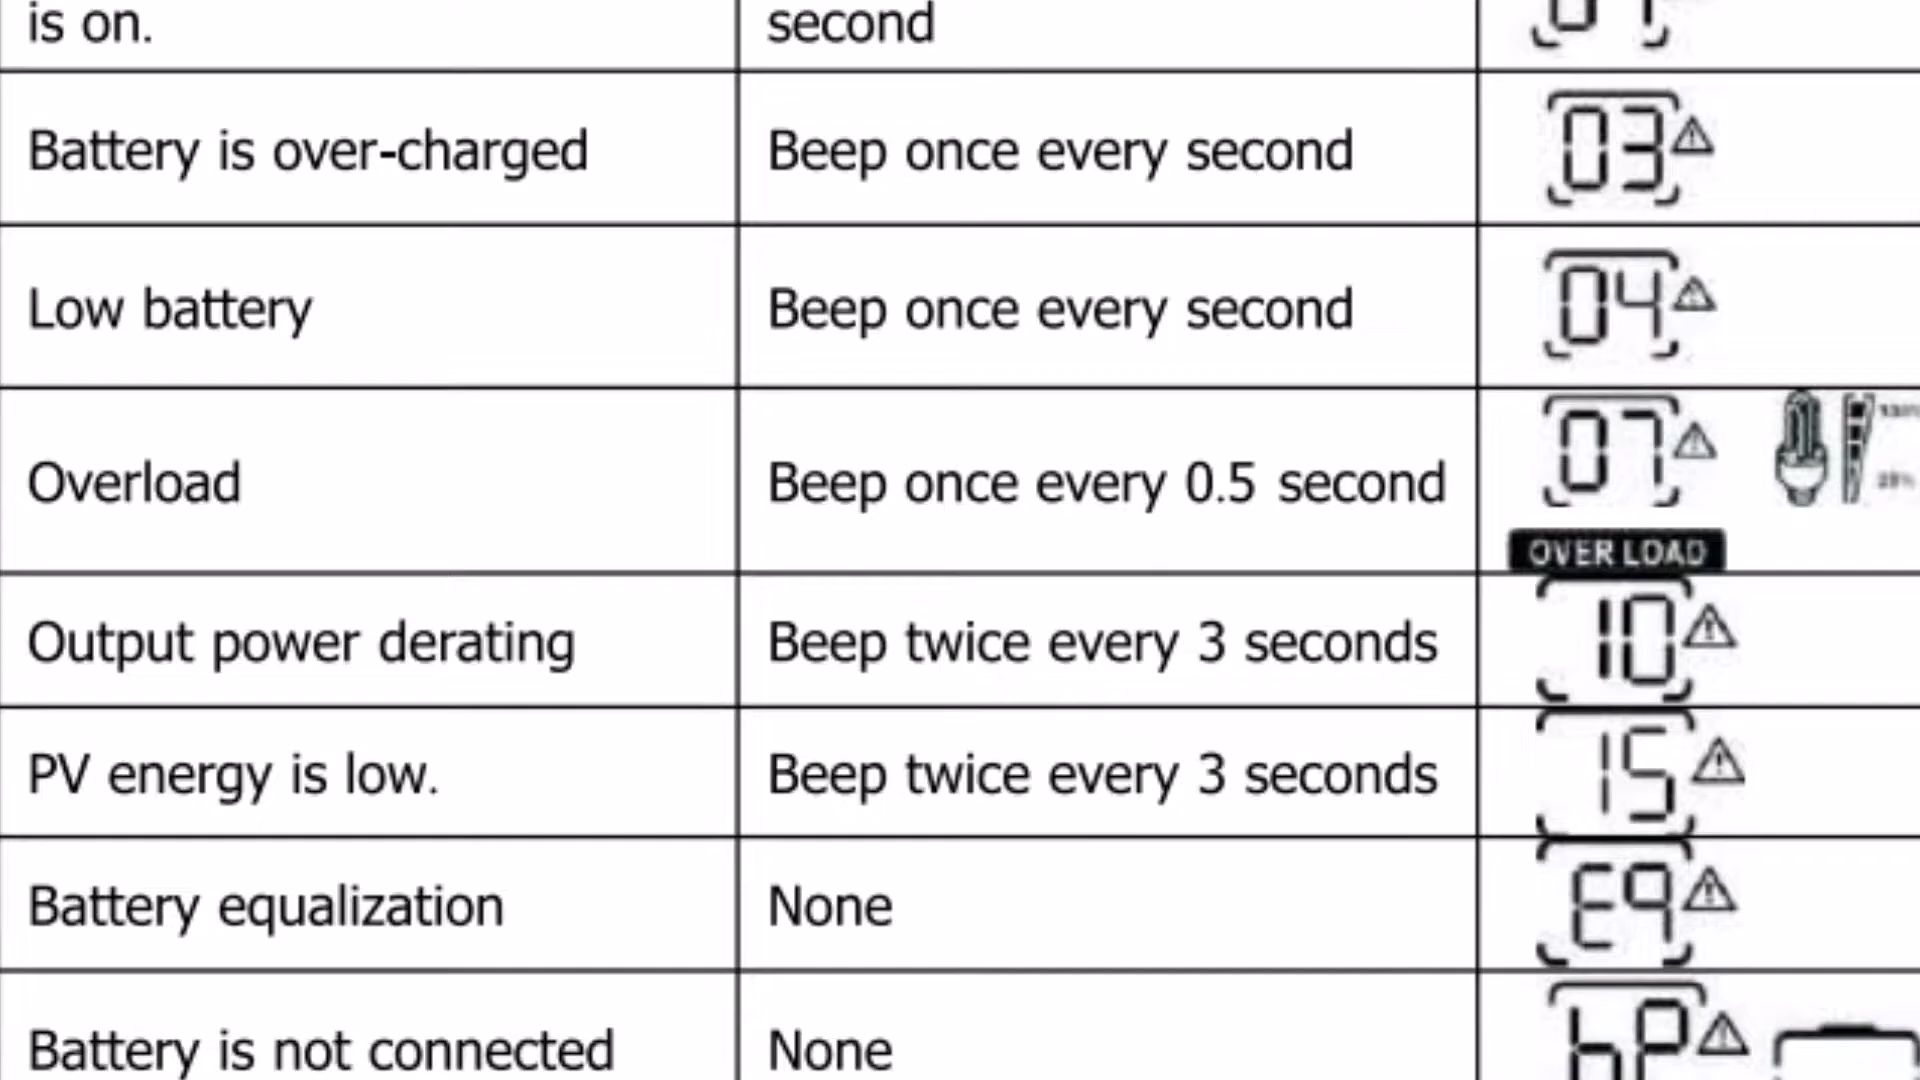 is on.
second
Battery is over-charged
Beep once every second
03
Low battery
Beep once every second
04
Overload
Beep once every 0.5 second
07
OVER LOAD
Output power derating
Beep twice every 3 seconds
10
PV energy is low.
Beep twice every 3 seconds
15
Battery equalization
None
E9
Battery is not connected
None
bP